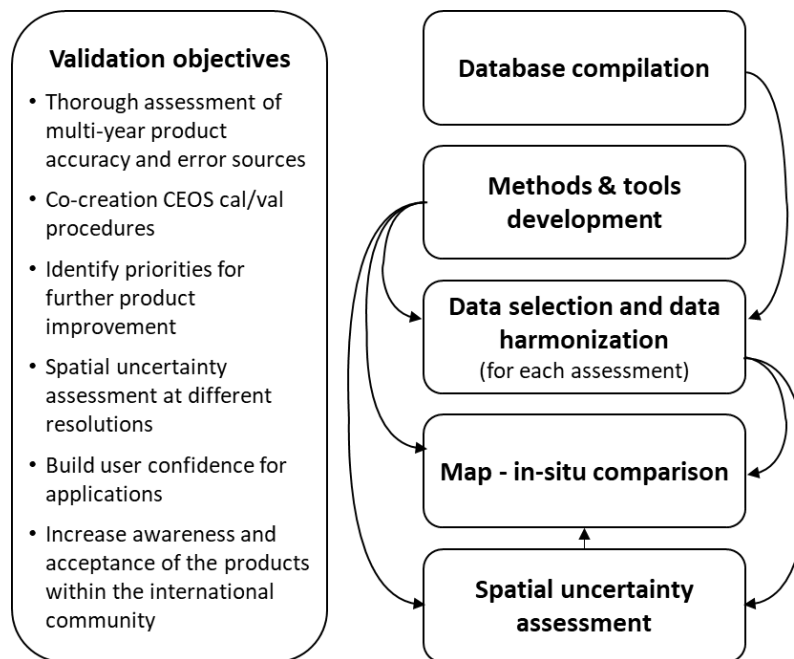 Validation objectives
• Thorough assessment of
multi-year product
accuracy and error sources
• Co-creation CEOS cal/val
procedures
• Identify priorities for
further product
improvement
• Spatial uncertainty
assessment at different
resolutions
• Build user confidence for
applications
• Increase awareness and
acceptance of the products
within the international
community
Database compilation
Methods & tools
development
Data selection and data
harmonization
(for each assessment)
Map - in-situ comparison
Spatial uncertainty
assessment